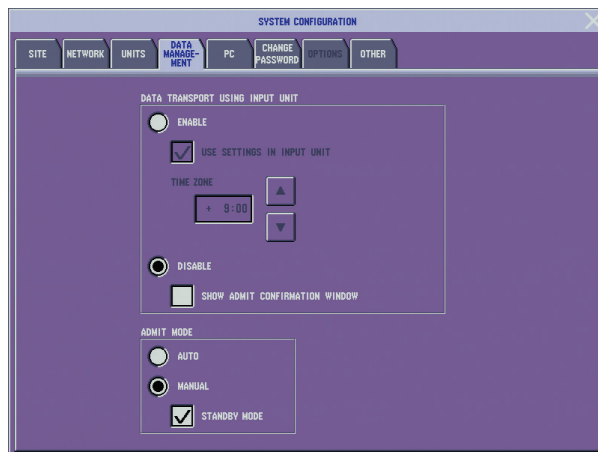 SYSTEM CONFIGURATION
SITE NETWORK UNITS DATA MANAGE-MENT PC CHANGE PASSWORD OPTIONS OTHER
DATA TRANSPORT USING INPUT UNIT
ENABLE
USE SETTINGS IN INPUT UNIT
TIME ZONE
+ 9:00
DISABLE
SHOW ADMIT CONFIRMATION WINDOW
ADMIT MODE
AUTO
MANUAL
STANDBY MODE